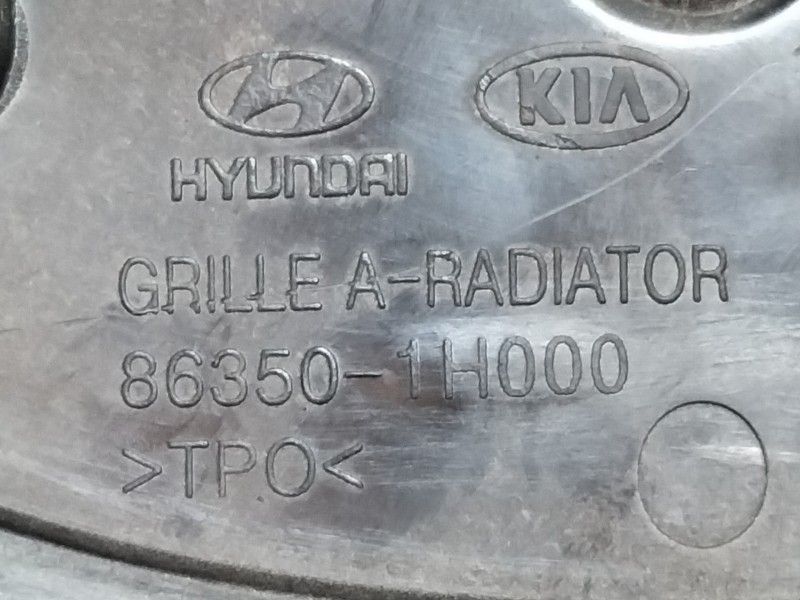 KIA
HYUNDAI
GRILLE A-RADIATOR
86350-1H000
>TPO<